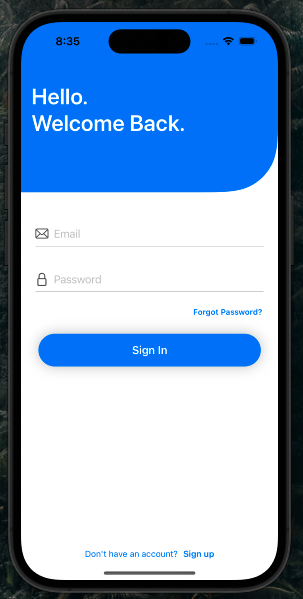 8:35
Hello.
Welcome Back.
Email
Password
Forgot Password?
Sign In
Don't have an account? Sign up